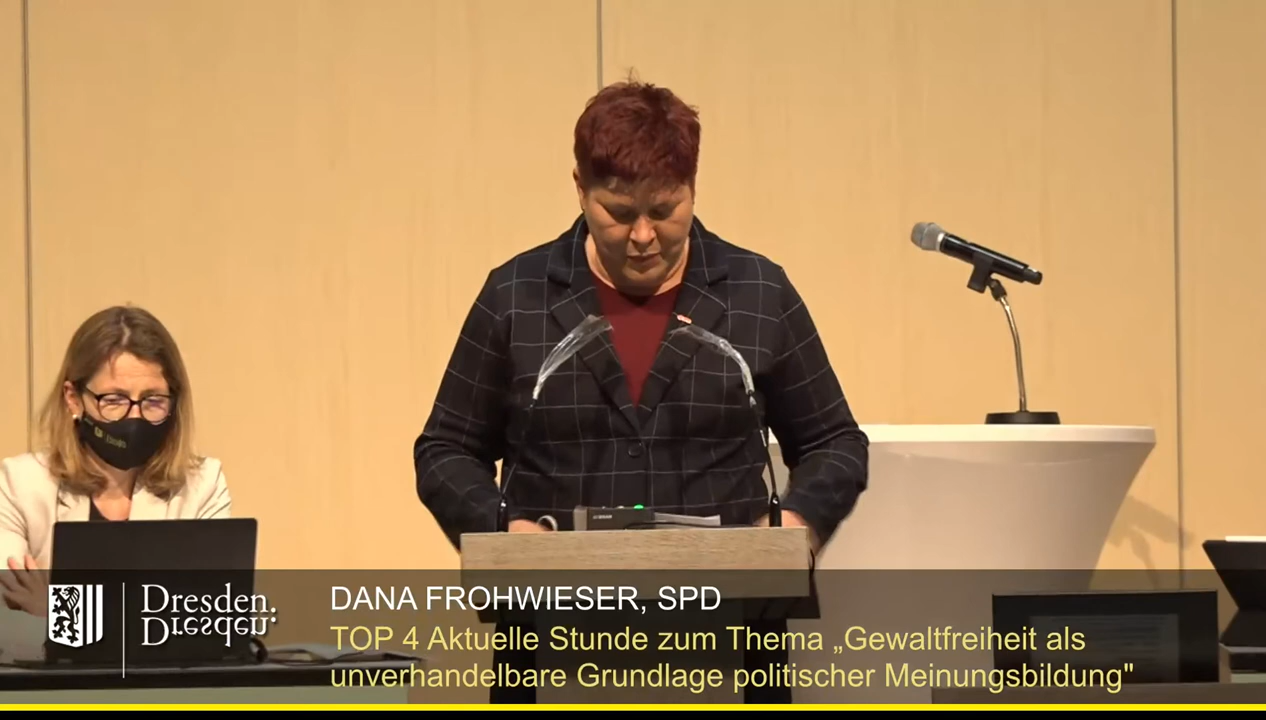 Dresden.
Dresden.
DANA FROHWIESER, SPD
TOP 4 Aktuelle Stunde zum Thema „Gewaltfreiheit als
unverhandelbare Grundlage politischer Meinungsbildung"